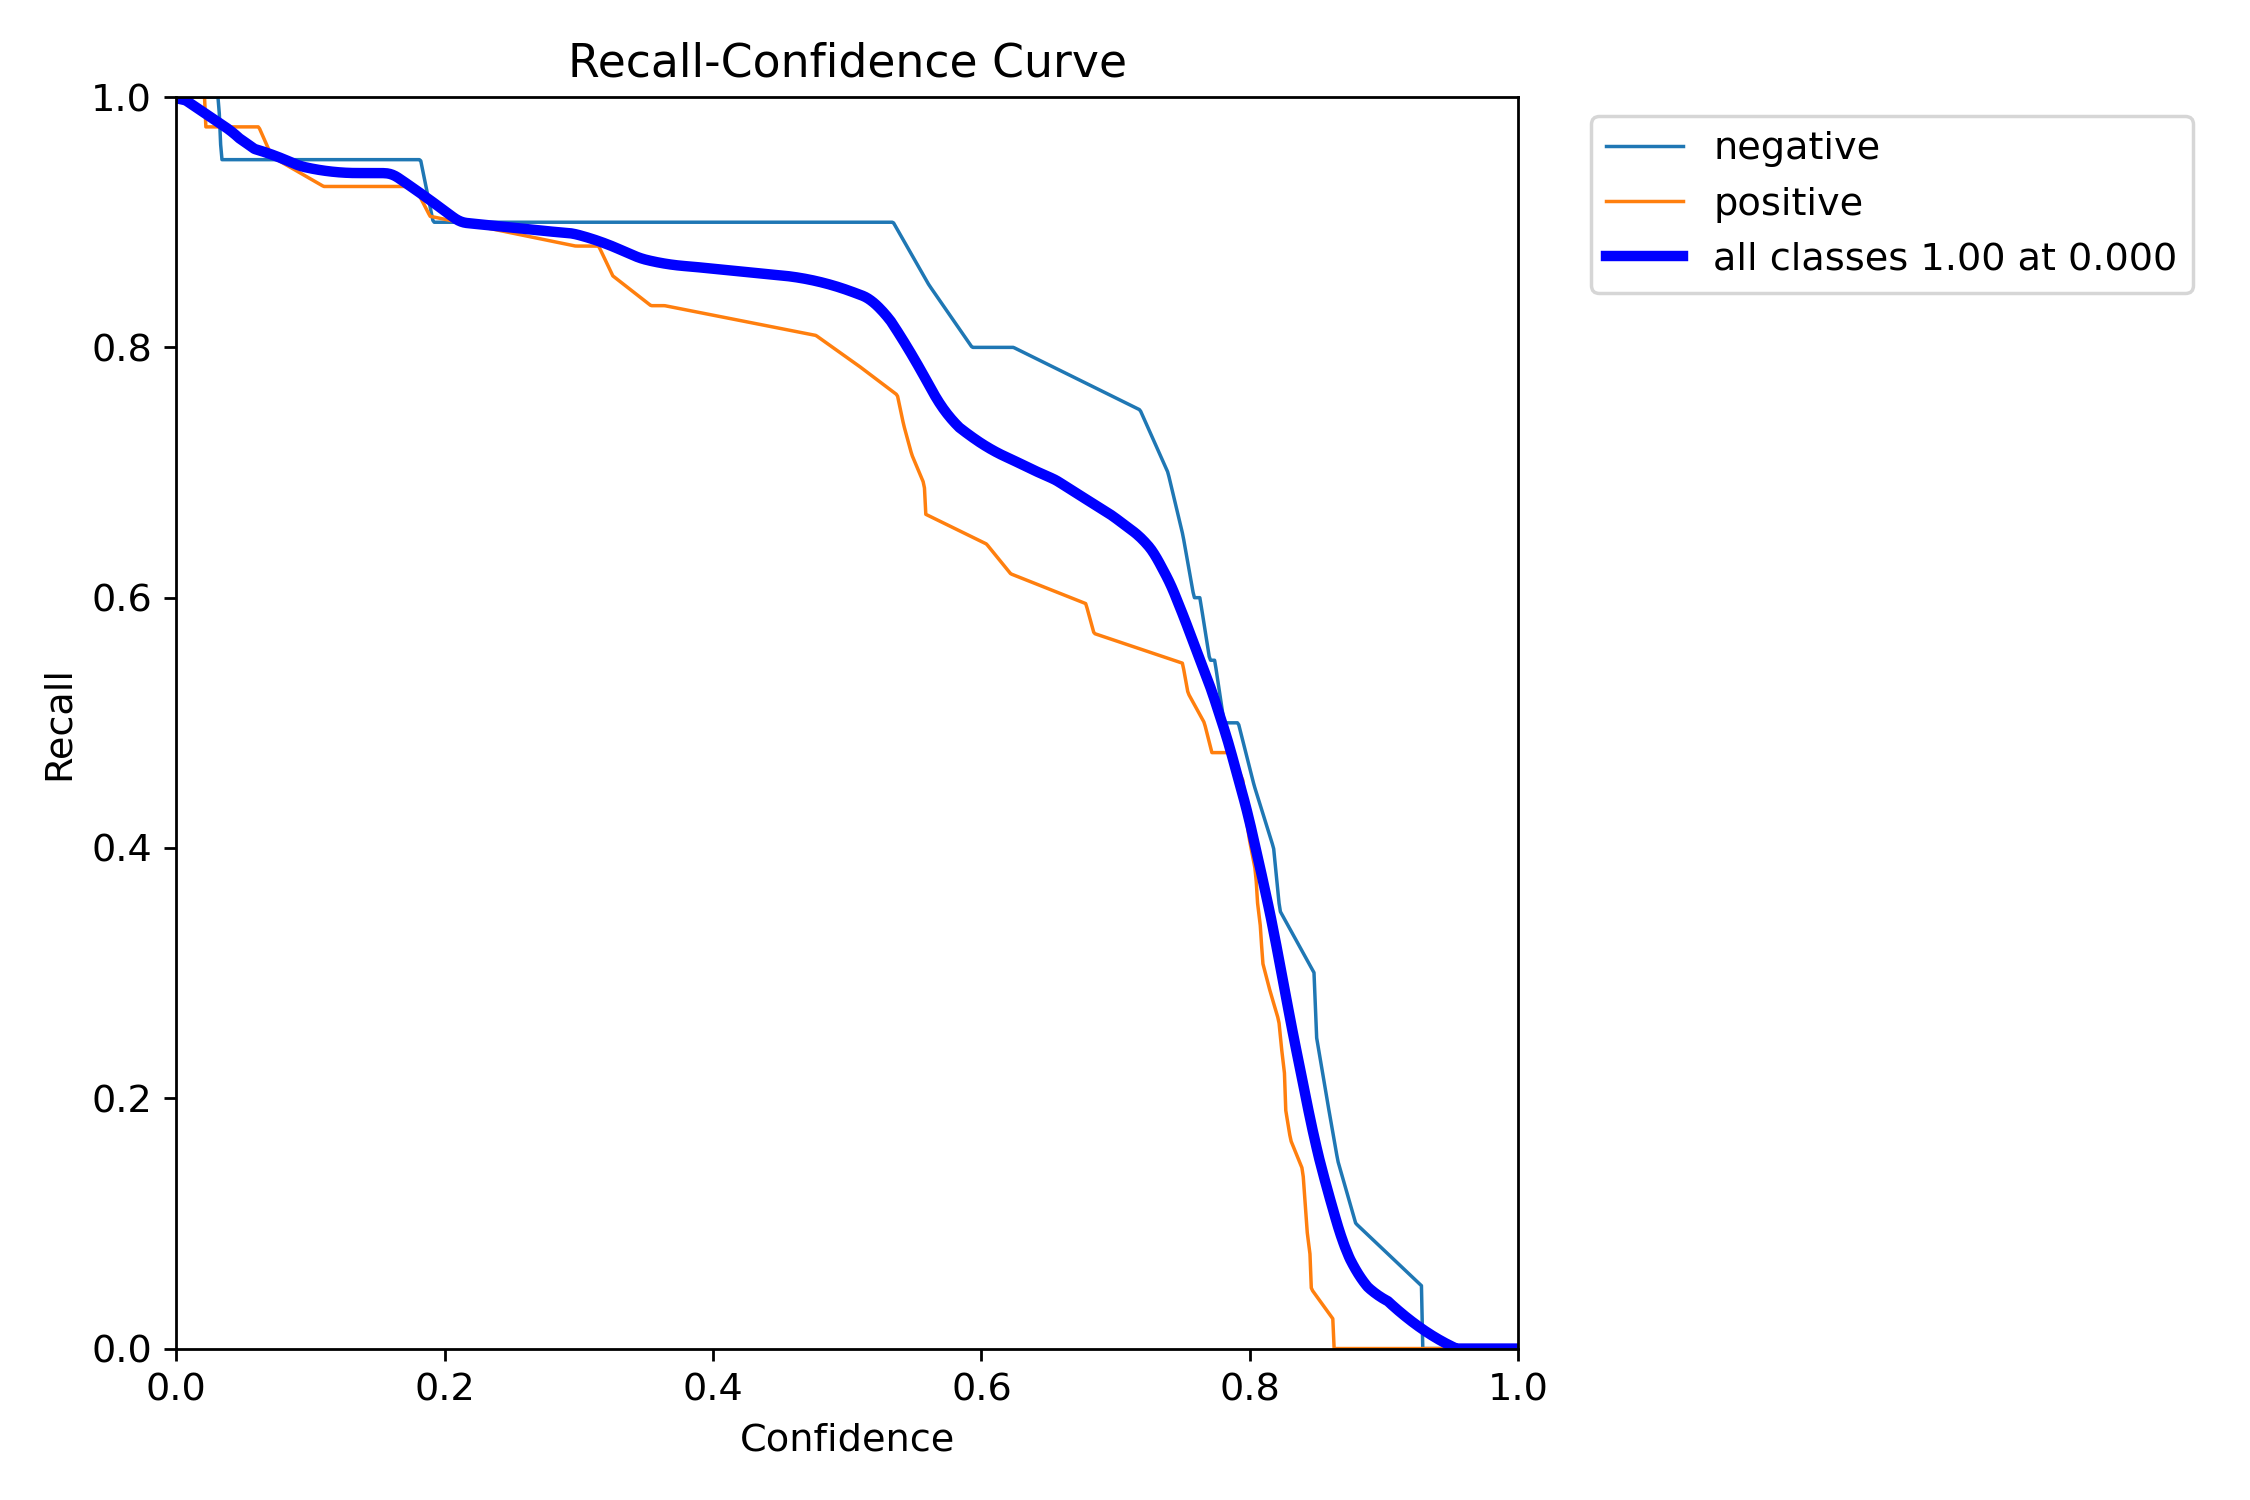 Recall-Confidence Curve
1.0
0.8
0.6
0.4
0.2
0.0
Recall
0.0 0.2 0.4 0.6 0.8 1.0
Confidence
negative
positive
all classes 1.00 at 0.000